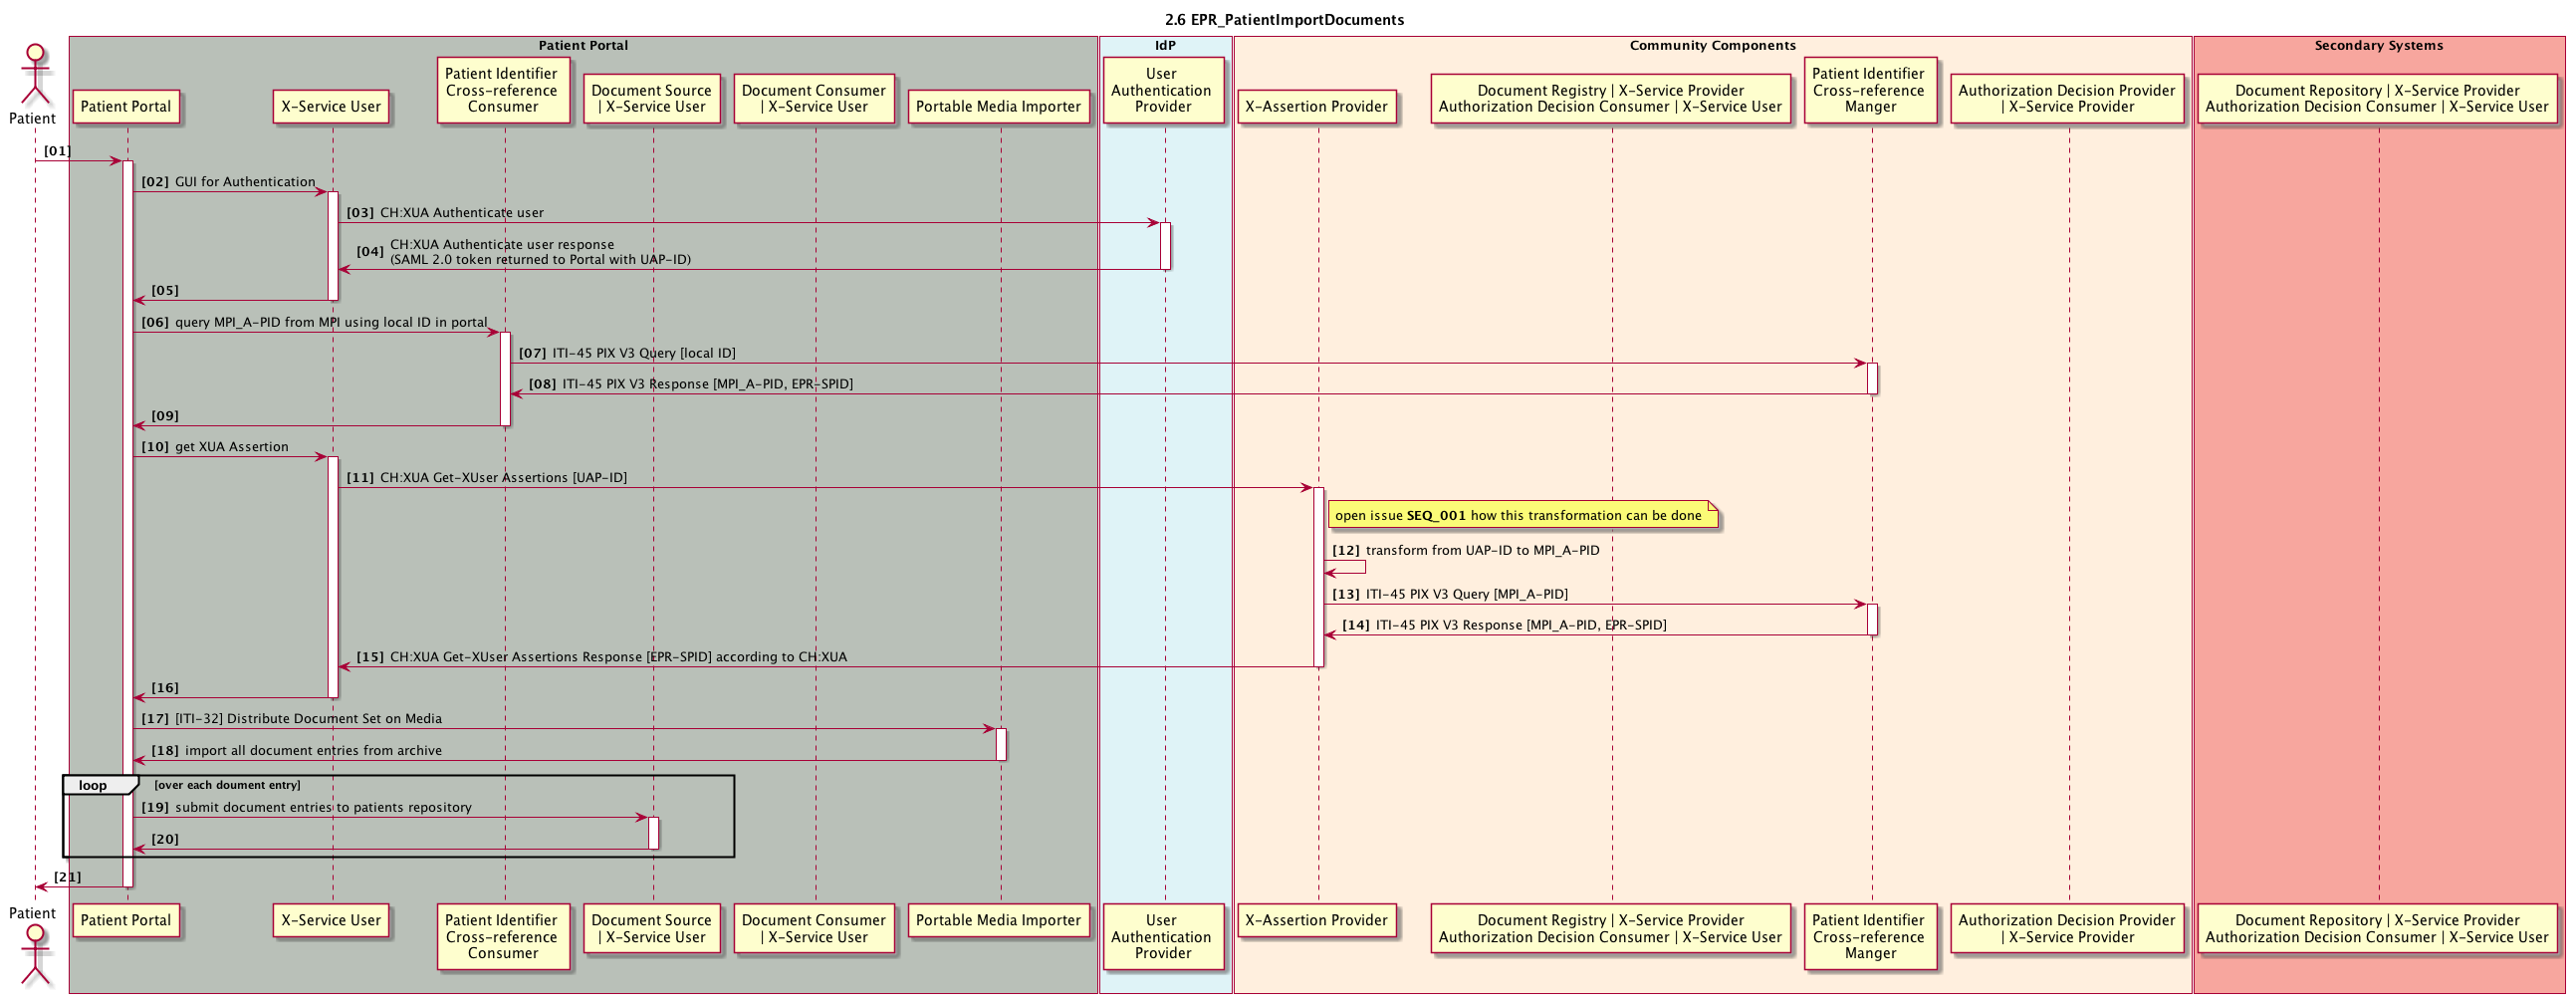 2.6 EPR_PatientImportDocuments
Patient Portal
IdP
Community Components
Secondary Systems
Patient
Patient Portal
X-Service User
Patient Identifier
Cross-reference
Consumer
Document Source
| X-Service User
Document Consumer
| X-Service User
Portable Media Importer
User
Authentication
Provider
X-Assertion Provider
Document Registry | X-Service Provider
Authorization Decision Consumer | X-Service User
Patient Identifier
Cross-reference
Manger
Authorization Decision Provider
| X-Service Provider
Document Repository | X-Service Provider
Authorization Decision Consumer | X-Service User
[01]
[02] GUI for Authentication
[03] CH:XUA Authenticate user
[04] CH:XUA Authenticate user response
(SAML 2.0 token returned to Portal with UAP-ID)
[05]
[06] query MPI_A-PID from MPI using local ID in portal
[07] ITI-45 PIX V3 Query [local ID]
[08] ITI-45 PIX V3 Response [MPI_A-PID, EPR-SPID]
[09]
[10] get XUA Assertion
[11] CH:XUA Get-XUser Assertions [UAP-ID]
open issue SEQ_001 how this transformation can be done
[12] transform from UAP-ID to MPI_A-PID
[13] ITI-45 PIX V3 Query [MPI_A-PID]
[14] ITI-45 PIX V3 Response [MPI_A-PID, EPR-SPID]
[15] CH:XUA Get-XUser Assertions Response [EPR-SPID] according to CH:XUA
[16]
[17] [ITI-32] Distribute Document Set on Media
[18] import all document entries from archive
loop [over each doument entry]
[19] submit document entries to patients repository
[20]
[21]
Patient
Patient Portal
X-Service User
Patient Identifier
Cross-reference
Consumer
Document Source
| X-Service User
Document Consumer
| X-Service User
Portable Media Importer
User
Authentication
Provider
X-Assertion Provider
Document Registry | X-Service Provider
Authorization Decision Consumer | X-Service User
Patient Identifier
Cross-reference
Manger
Authorization Decision Provider
| X-Service Provider
Document Repository | X-Service Provider
Authorization Decision Consumer | X-Service User